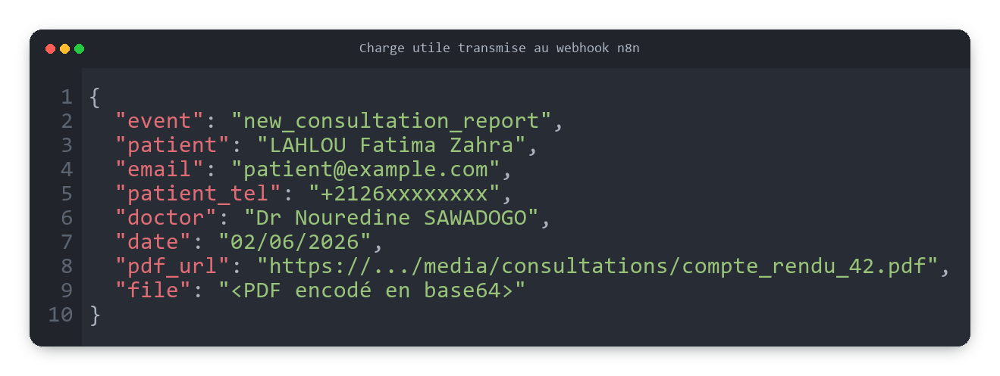 Charge utile transmise au webhook n8n
1 {
2   "event": "new_consultation_report",
3   "patient": "LAHLOU Fatima Zahra",
4   "email": "patient@example.com",
5   "patient_tel": "+2126xxxxxxxx",
6   "doctor": "Dr Nouredine SAWADOGO",
7   "date": "02/06/2026",
8   "pdf_url": "https://.../media/consultations/compte_rendu_42.pdf",
9   "file": "<PDF encodé en base64>"
10 }